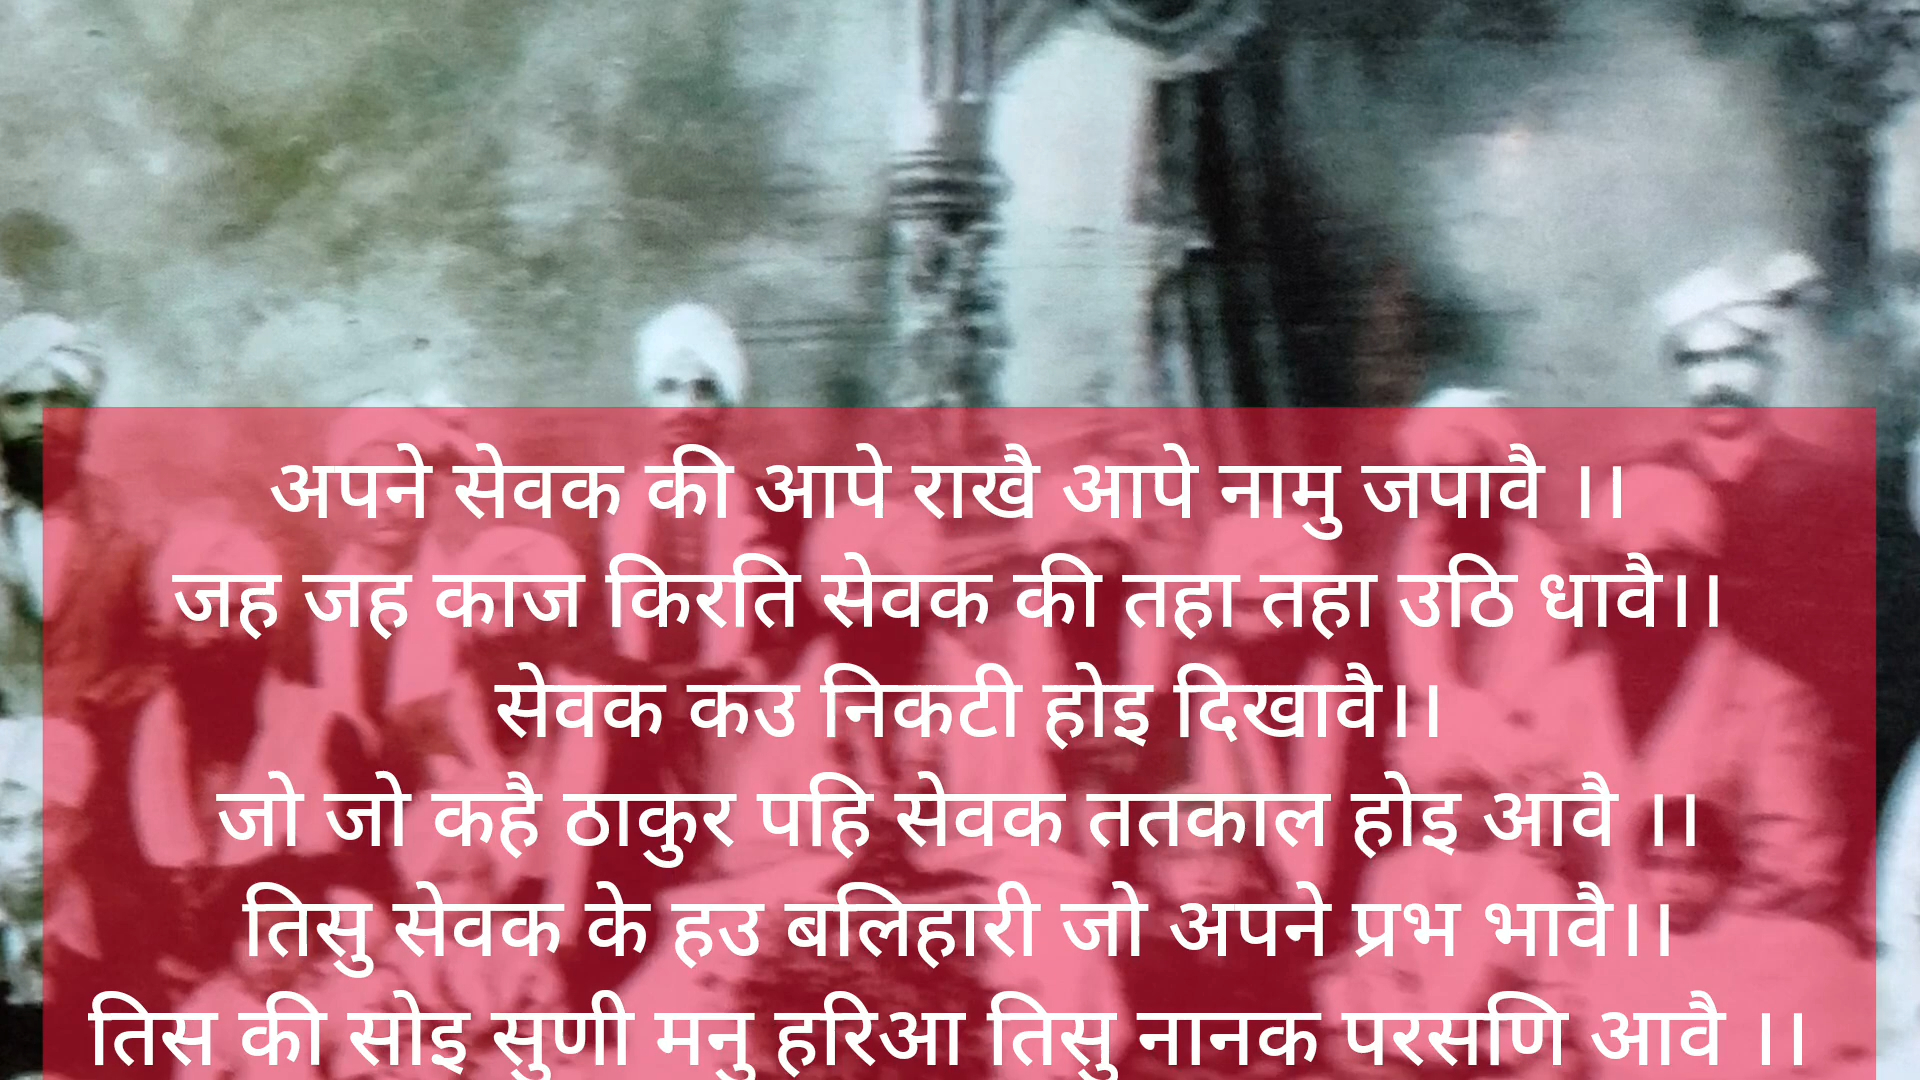 अपने सेवक की आपे राखै आपे नामु जपावै ।।
जह जह काज किरति सेवक की तहा तहा उठि धावै।।
सेवक कउ निकटी होइ दिखावै।।
जो जो कहै ठाकुर पहि सेवक ततकाल होइ आवै ।।
तिसु सेवक के हउ बलिहारी जो अपने प्रभ भावै।।
तिस की सोइ सुणी मनु हरिआ तिसु नानक परसणि आवै ।।